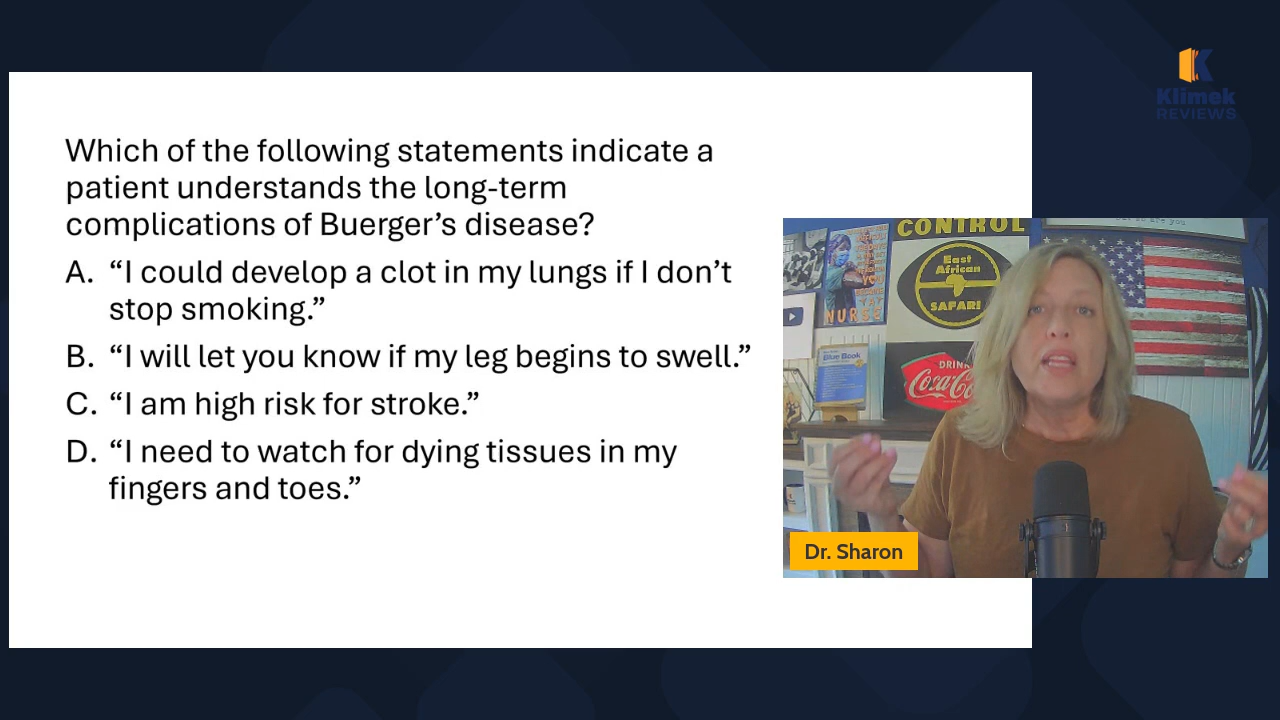 Klimek
REVIEWS
Which of the following statements indicate a
patient understands the long-term
complications of Buerger’s disease?
A. “I could develop a clot in my lungs if I don’t
stop smoking.”
B. “I will let you know if my leg begins to swell.”
C. “I am high risk for stroke.”
D. “I need to watch for dying tissues in my
fingers and toes.”
CONTROL
East
African
SAFARI
NURSE
Blue Book
DRINK
Coca-Co
Dr. Sharon